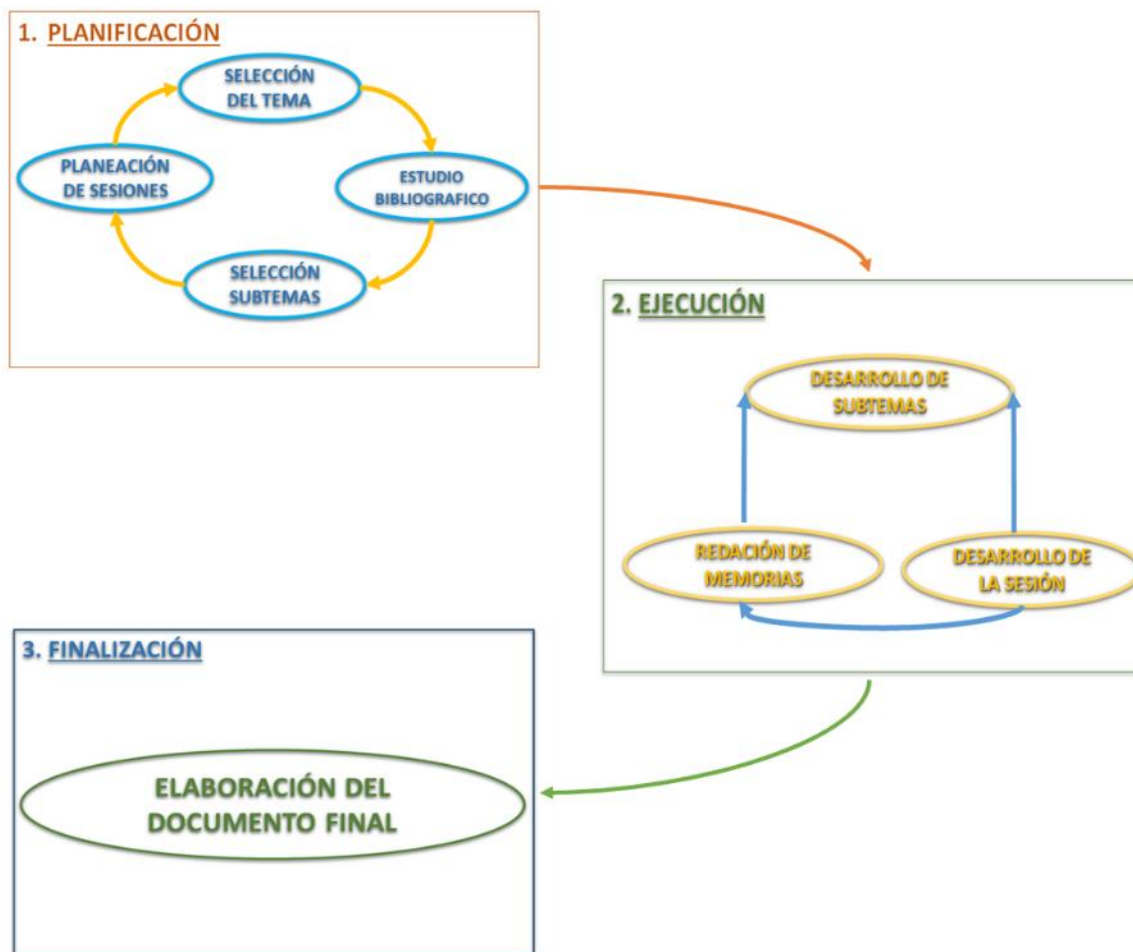 1. PLANIFICACIÓN
SELECCIÓN
DEL TEMA
PLANEACIÓN
DE SESIONES
ESTUDIO
BIBLIOGRAFICO
SELECCIÓN
SUBTEMAS
2. EJECUCIÓN
DESARROLLO DE
SUBTEMAS
REDACIÓN DE
MEMORIAS
DESARROLLO DE
LA SESIÓN
3. FINALIZACIÓN
ELABORACIÓN DEL
DOCUMENTO FINAL